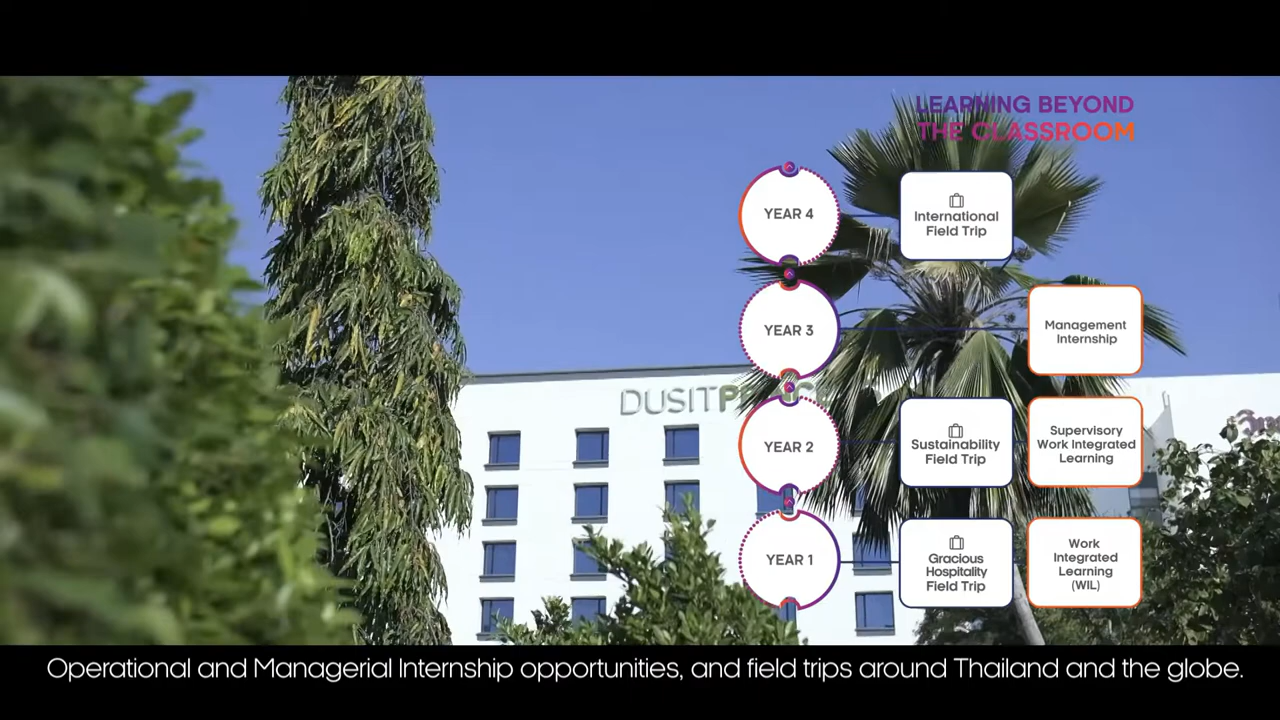 LEARNING BEYOND
THE CLASSROOM
YEAR 4
International
Field Trip
YEAR 3
Management
Internship
DUSIT
YEAR 2
Sustainability
Field Trip
Supervisory
Work Integrated
Learning
YEAR 1
Gracious
Hospitality
Field Trip
Work
Integrated
Learning
(WIL)
Operational and Managerial Internship opportunities, and field trips around Thailand and the globe.